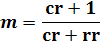 m = (cr + 1) / (cr + rr)